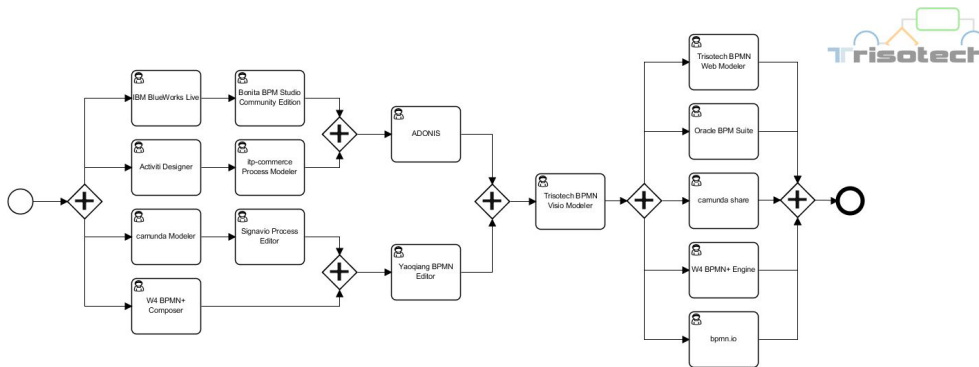 Trisotech
IBM BlueWorks Live
Bonita BPM Studio
Community Edition
Activiti Designer
itp-commerce
Process Modeler
camunda Modeler
Signavio Process
Editor
W4 BPMN+
Composer
ADONIS
Yaoqiang BPMN
Editor
Trisotech BPMN
Visio Modeler
Trisotech BPMN
Web Modeler
Oracle BPM Suite
camunda share
W4 BPMN+ Engine
bpmn.io